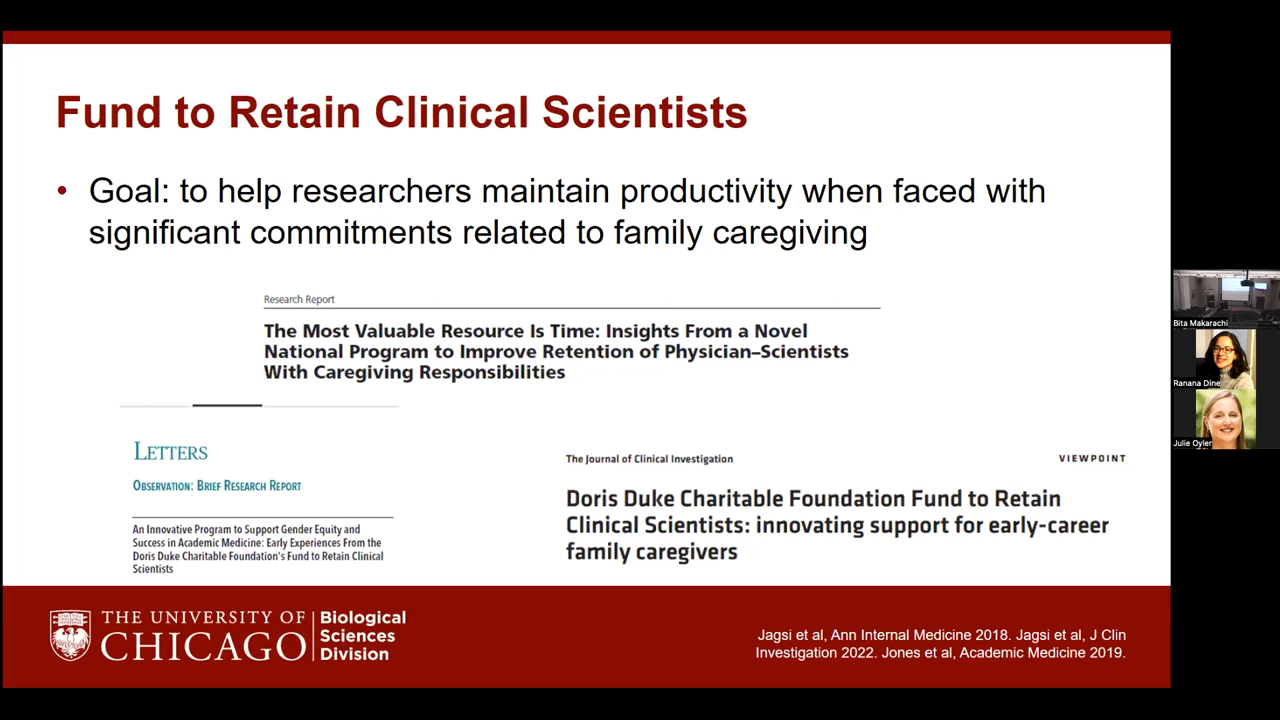 Fund to Retain Clinical Scientists
• Goal: to help researchers maintain productivity when faced with
significant commitments related to family caregiving
Research Report
The Most Valuable Resource Is Time: Insights From a Novel
National Program to Improve Retention of Physician–Scientists
With Caregiving Responsibilities
LETTERS
OBSERVATION: BRIEF RESEARCH REPORT
An Innovative Program to Support Gender Equity and
Success in Academic Medicine: Early Experiences From the
Doris Duke Charitable Foundation's Fund to Retain Clinical
Scientists
The Journal of Clinical Investigation
VIEWPOINT
Doris Duke Charitable Foundation Fund to Retain
Clinical Scientists: innovating support for early-career
family caregivers
THE UNIVERSITY OF
CHICAGO
Biological
Sciences
Division
Jagsi et al, Ann Internal Medicine 2018. Jagsi et al, J Clin
Investigation 2022. Jones et al, Academic Medicine 2019.
Bita Makarachi
Ranana Dine
Julie Oyler